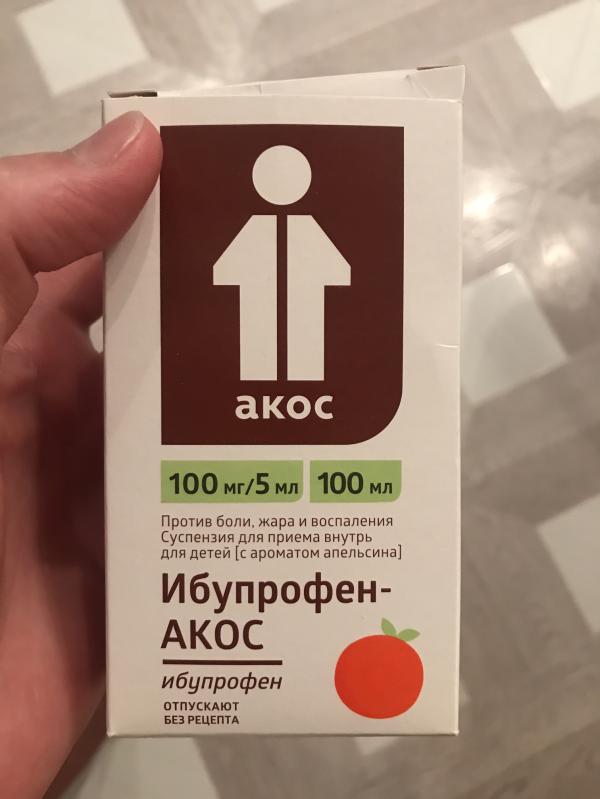 акос
100 мг/5 мл 100 мл
Против боли, жара и воспаления
Суспензия для приема внутрь
для детей [с ароматом апельсина]
Ибупрофен-
АКОС
ибупрофен
ОТПУСКАЮТ
БЕЗ РЕЦЕПТА